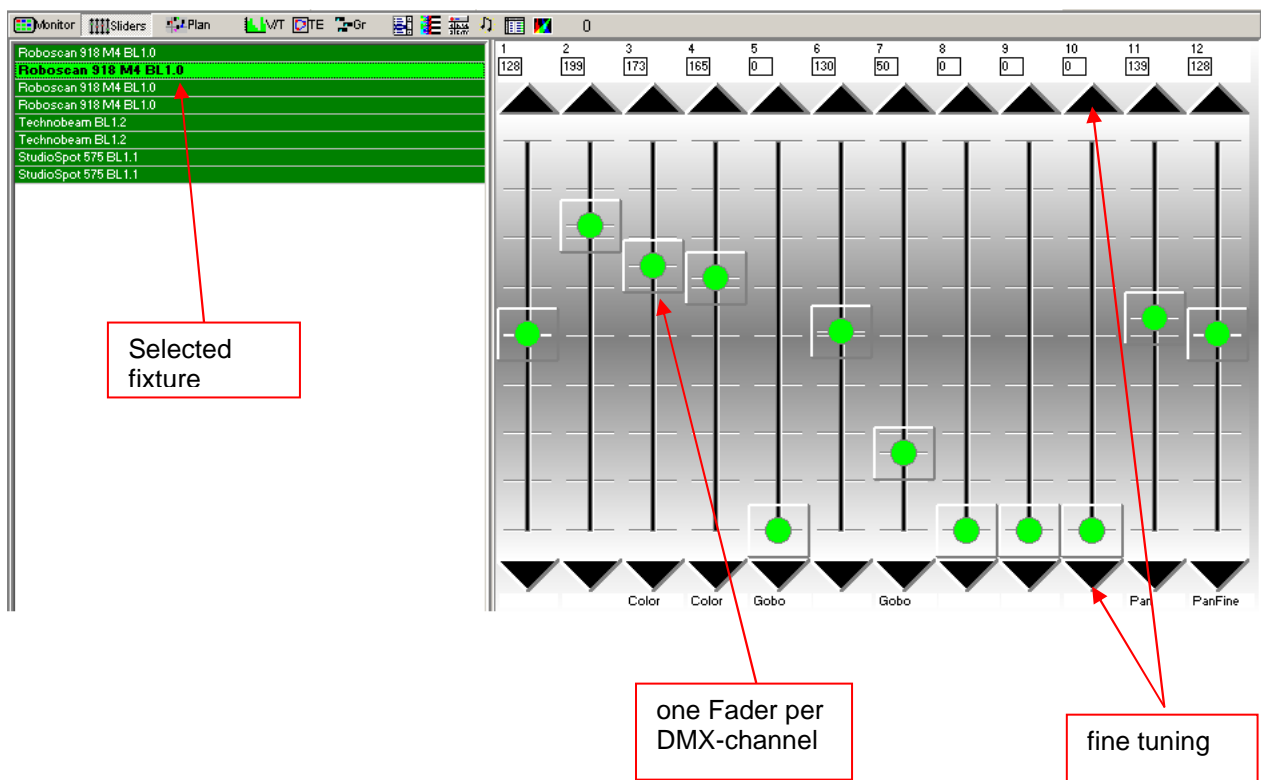 Monitor Sliders Plan V/T TE Gr 0
Roboscan 918 M4 BL1.0
Roboscan 918 M4 BL1.0
Roboscan 918 M4 BL1.0
Roboscan 918 M4 BL1.0
Technobeam BL1.2
Technobeam BL1.2
StudioSpot 575 BL1.1
StudioSpot 575 BL1.1
1 2 3 4 5 6 7 8 9 10 11 12
128 199 173 165 0 130 50 0 0 0 139 128
Selected
fixture
Color Color Gobo Gobo Pan PanFine
one Fader per
DMX-channel
fine tuning